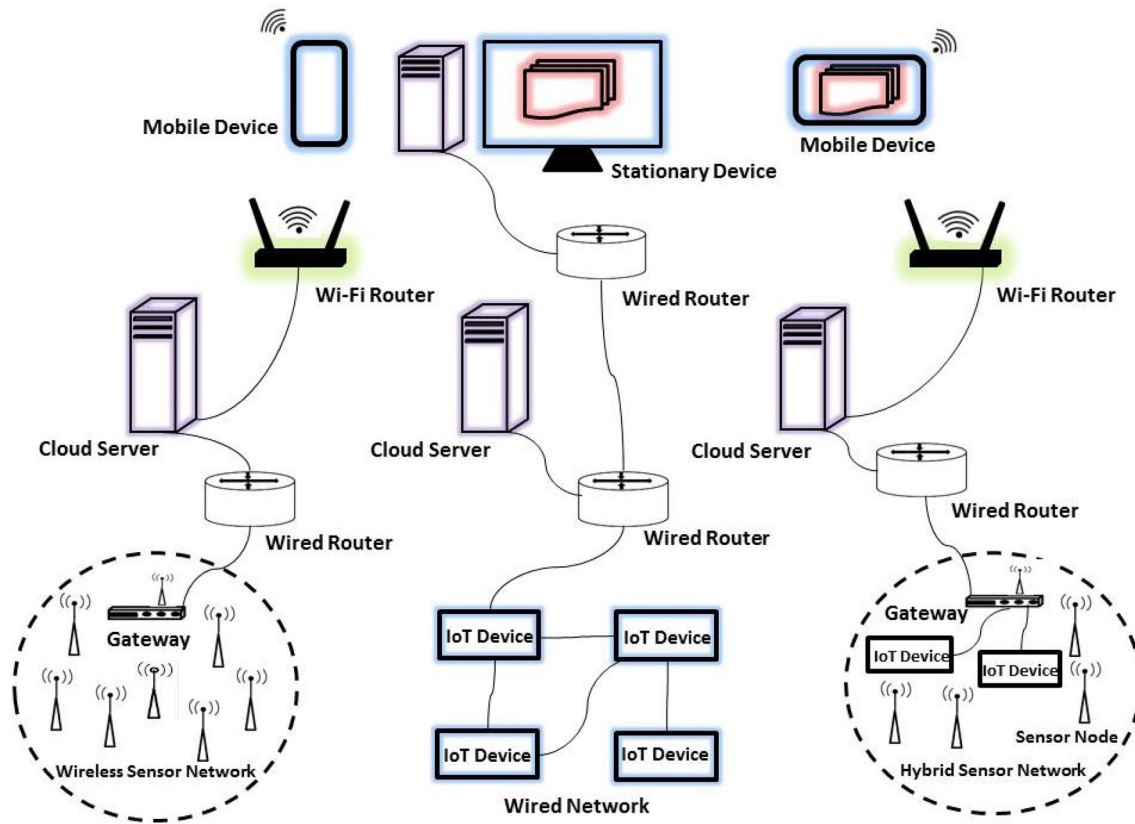 Mobile Device
Stationary Device
Mobile Device
Wi-Fi Router
Wired Router
Wi-Fi Router
Cloud Server
Cloud Server
Cloud Server
Wired Router
Wired Router
Wired Router
Gateway
Gateway
IoT Device
IoT Device
IoT Device
IoT Device
IoT Device
IoT Device
Sensor Node
Wireless Sensor Network
Hybrid Sensor Network
Wired Network